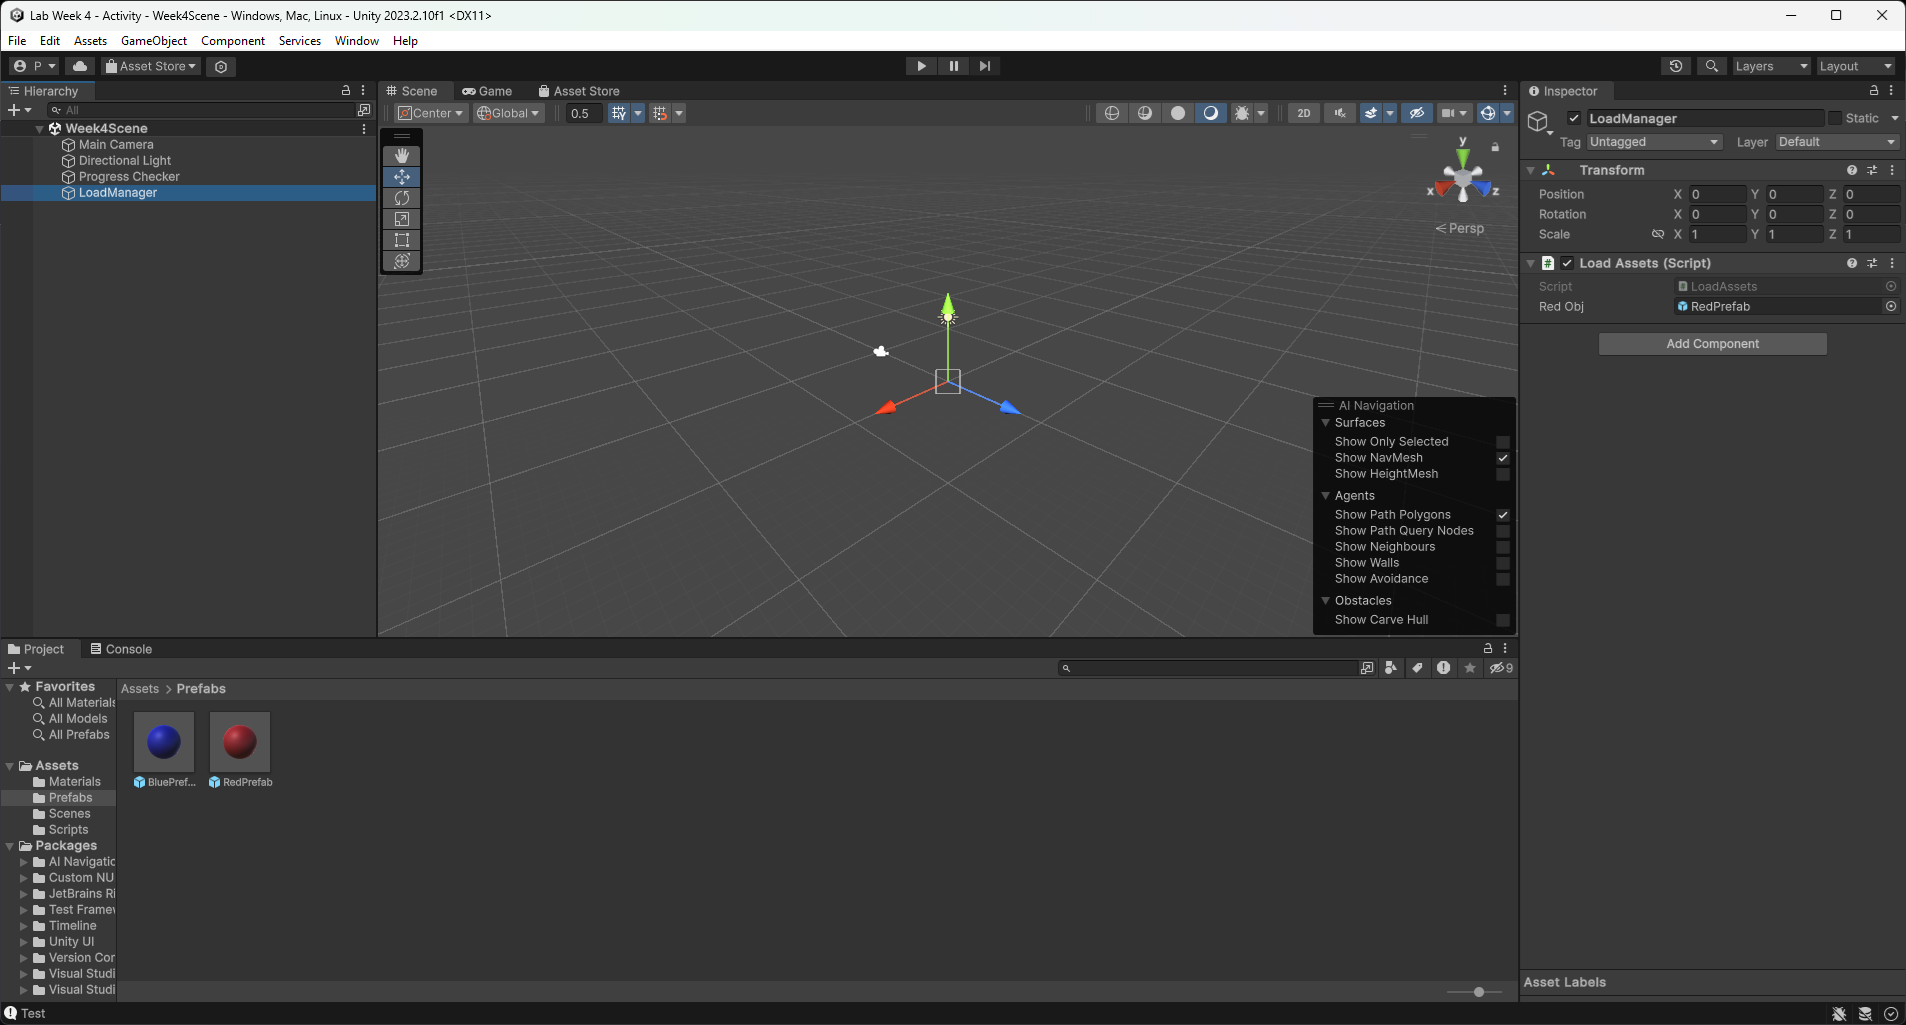 Lab Week 4 - Activity - Week4Scene - Windows, Mac, Linux - Unity 2023.2.10f1 <DX11>
File Edit Assets GameObject Component Services Window Help
P Asset Store Layers Layout
Hierarchy
All
Week4Scene
Main Camera
Directional Light
Progress Checker
LoadManager
Scene Game Asset Store
Center Global 0.5 2D
y
x z
Persp
AI Navigation
Surfaces
Show Only Selected
Show NavMesh
Show HeightMesh
Agents
Show Path Polygons
Show Path Query Nodes
Show Neighbours
Show Walls
Show Avoidance
Obstacles
Show Carve Hull
Inspector
LoadManager Static
Tag Untagged Layer Default
Transform
Position X 0 Y 0 Z 0
Rotation X 0 Y 0 Z 0
Scale X 1 Y 1 Z 1
# Load Assets (Script)
Script LoadAssets
Red Obj RedPrefab
Add Component
Project Console
9
Favorites
All Materials
All Models
All Prefabs
Assets
Materials
Prefabs
Scenes
Scripts
Packages
AI Navigatic
Custom NU
JetBrains Ri
Test Framew
Timeline
Unity UI
Version Cor
Visual Studi
Visual Studi
Assets > Prefabs
BluePref... RedPrefab
Asset Labels
Test